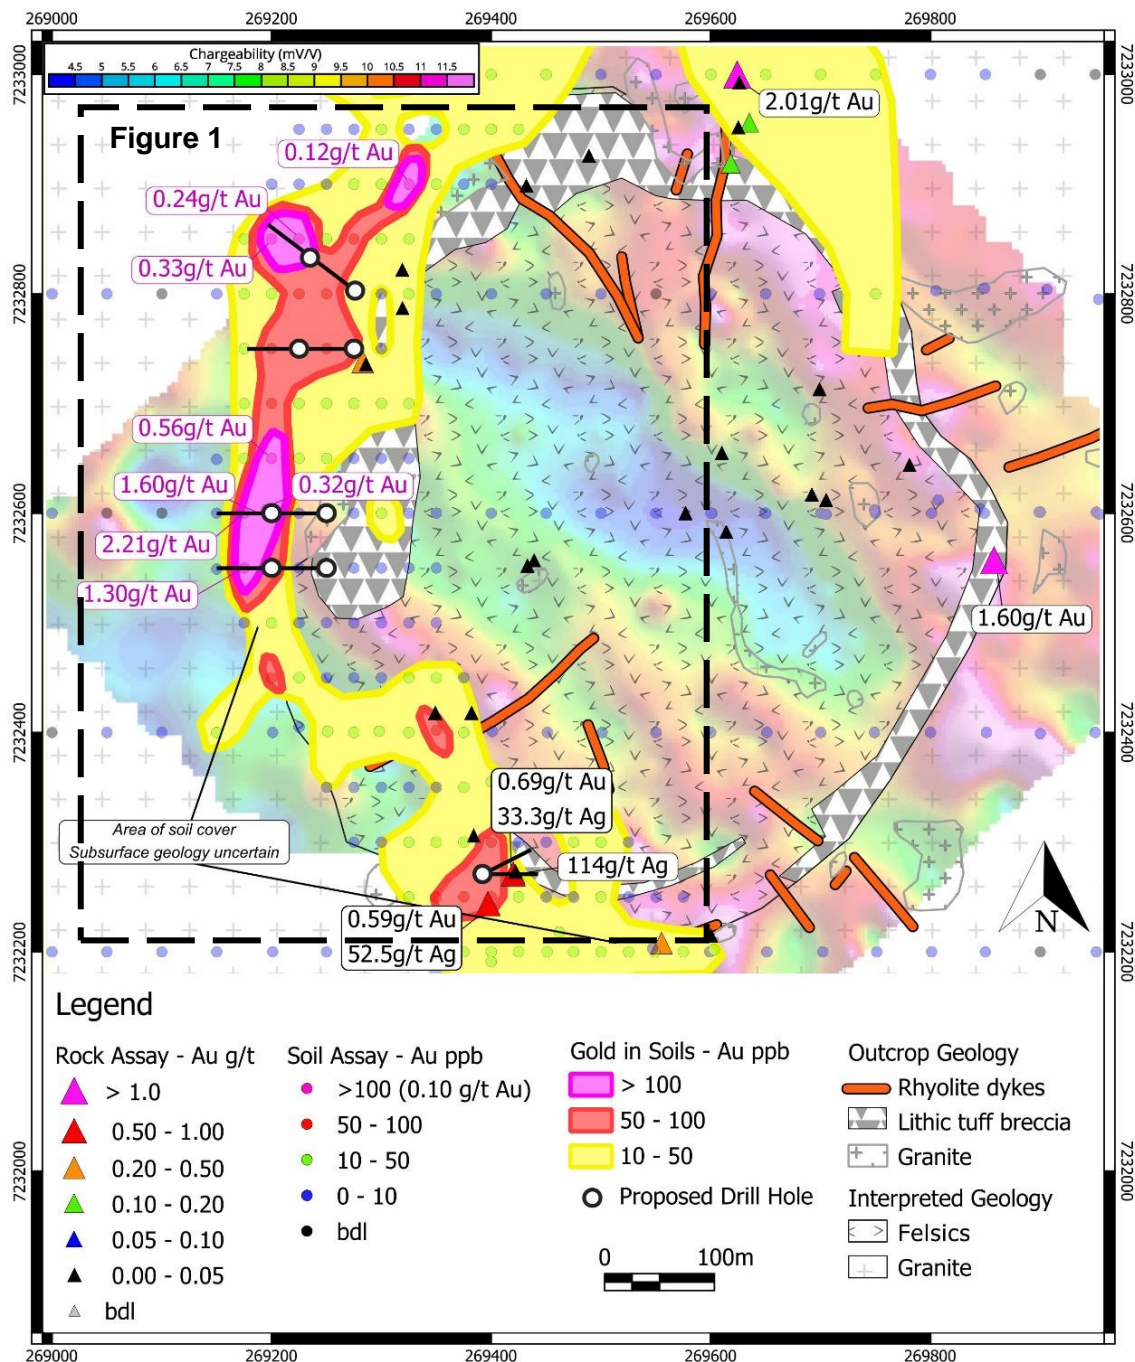 269000 269200 269400 269600 269800
Chargeability (mV/V)
4.5 5 5.5 6 6.5 7 7.5 8 8.5 9 9.5 10 10.5 11 11.5
7233000
7233000
2.01g/t Au
Figure 1
0.12g/t Au
0.24g/t Au
0.33g/t Au
7232800
7232800
0.56g/t Au
1.60g/t Au
0.32g/t Au
2.21g/t Au
1.30g/t Au
7232600
7232600
1.60g/t Au
7232400
7232400
0.69g/t Au
33.3g/t Ag
Area of soil cover
Subsurface geology uncertain
114g/t Ag
0.59g/t Au
52.5g/t Ag
N
7232200
7232200
Legend
Rock Assay - Au g/t
> 1.0
0.50 - 1.00
0.20 - 0.50
0.10 - 0.20
0.05 - 0.10
0.00 - 0.05
bdl
Soil Assay - Au ppb
>100 (0.10 g/t Au)
50 - 100
10 - 50
0 - 10
bdl
Gold in Soils - Au ppb
> 100
50 - 100
10 - 50
Proposed Drill Hole
0 100m
Outcrop Geology
Rhyolite dykes
Lithic tuff breccia
Granite
Interpreted Geology
Felsics
Granite
7232000
7232000
269000 269200 269400 269600 269800